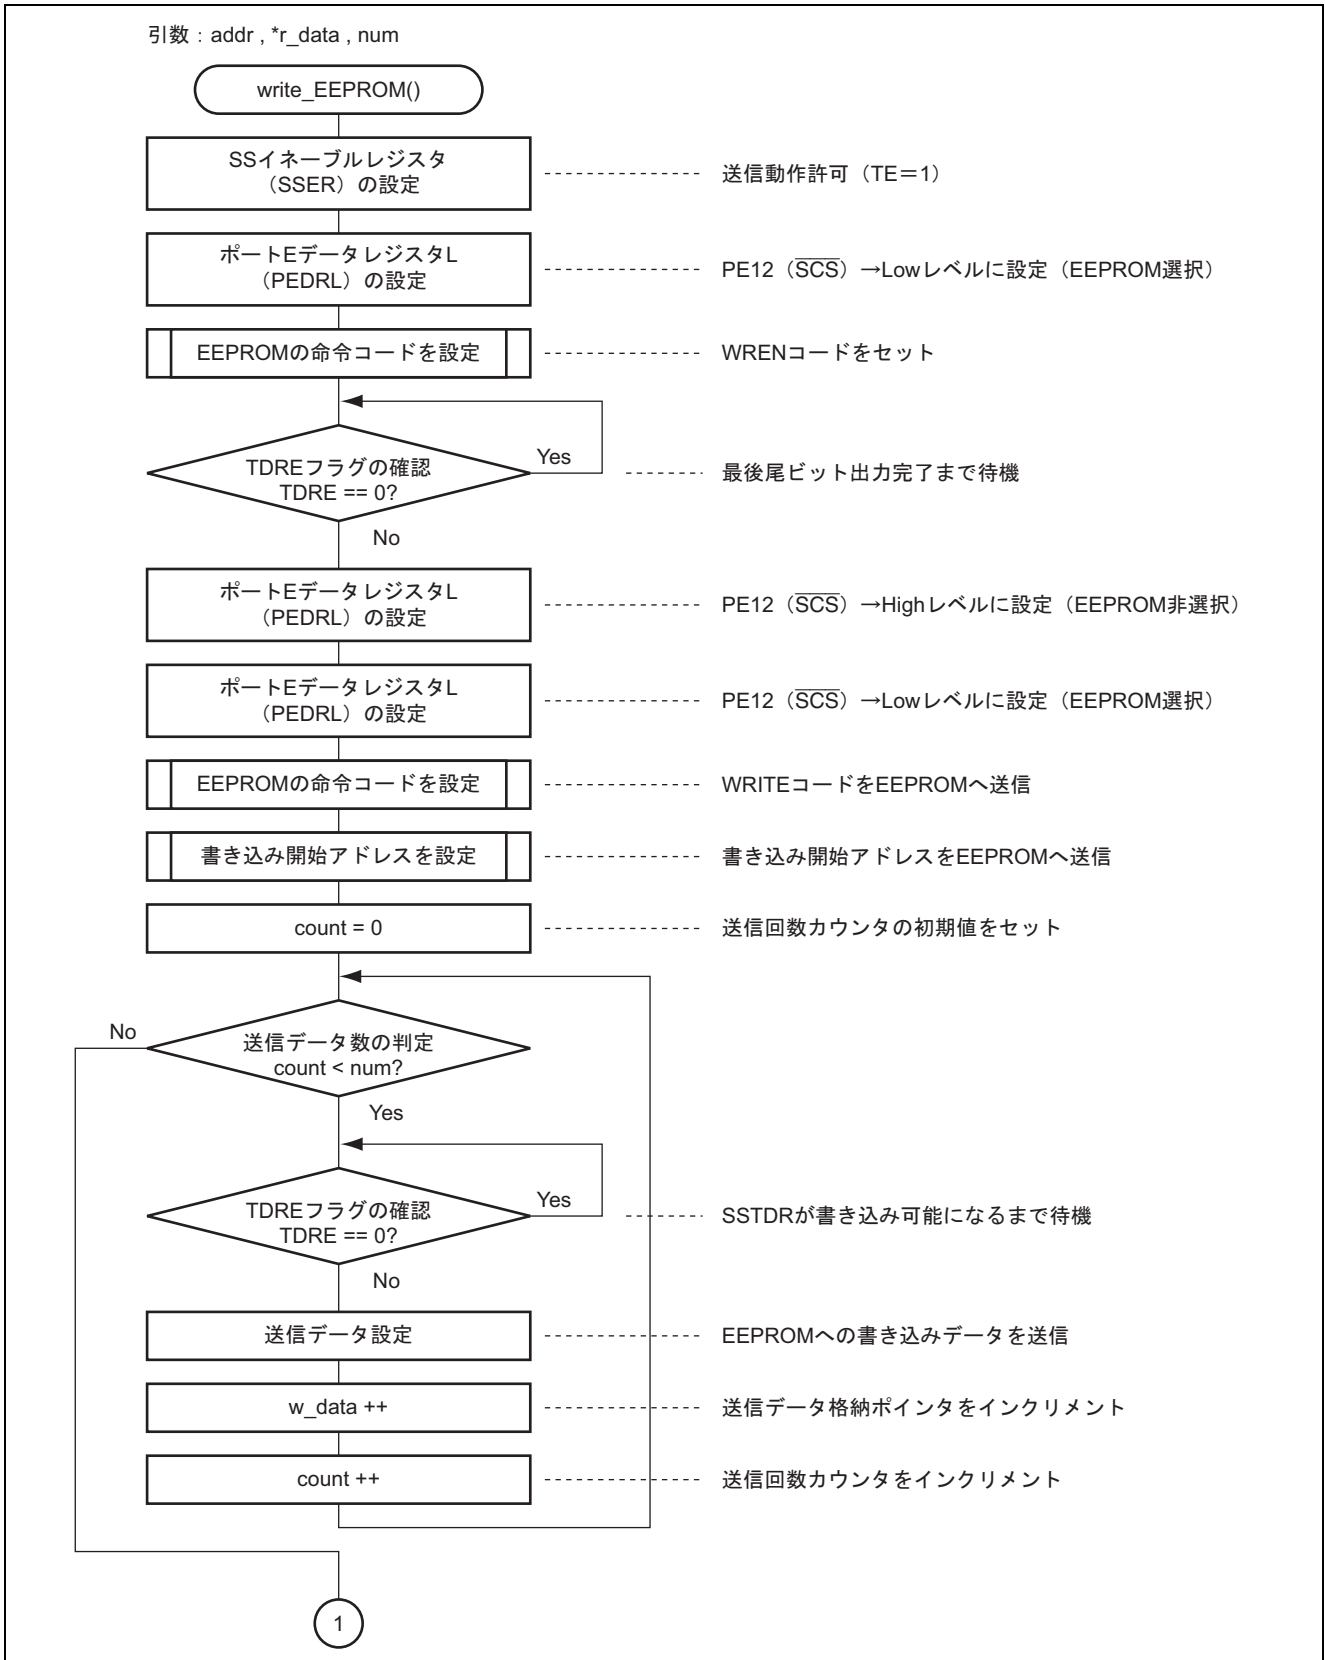 引数：addr , *r_data , num
write_EEPROM()
SSイネーブルレジスタ
（SSER）の設定
送信動作許可（TE＝1）
ポートEデータレジスタL
（PEDRL）の設定
PE12（SCS）→Lowレベルに設定（EEPROM選択）
EEPROMの命令コードを設定
WRENコードをセット
TDREフラグの確認
TDRE == 0?
Yes
最後尾ビット出力完了まで待機
No
ポートEデータレジスタL
（PEDRL）の設定
PE12（SCS）→Highレベルに設定（EEPROM非選択）
ポートEデータレジスタL
（PEDRL）の設定
PE12（SCS）→Lowレベルに設定（EEPROM選択）
EEPROMの命令コードを設定
WRITEコードをEEPROMへ送信
書き込み開始アドレスを設定
書き込み開始アドレスをEEPROMへ送信
count = 0
送信回数カウンタの初期値をセット
No
送信データ数の判定
count < num?
Yes
TDREフラグの確認
TDRE == 0?
Yes
SSTDRが書き込み可能になるまで待機
No
送信データ設定
EEPROMへの書き込みデータを送信
w_data ++
送信データ格納ポインタをインクリメント
count ++
送信回数カウンタをインクリメント
1